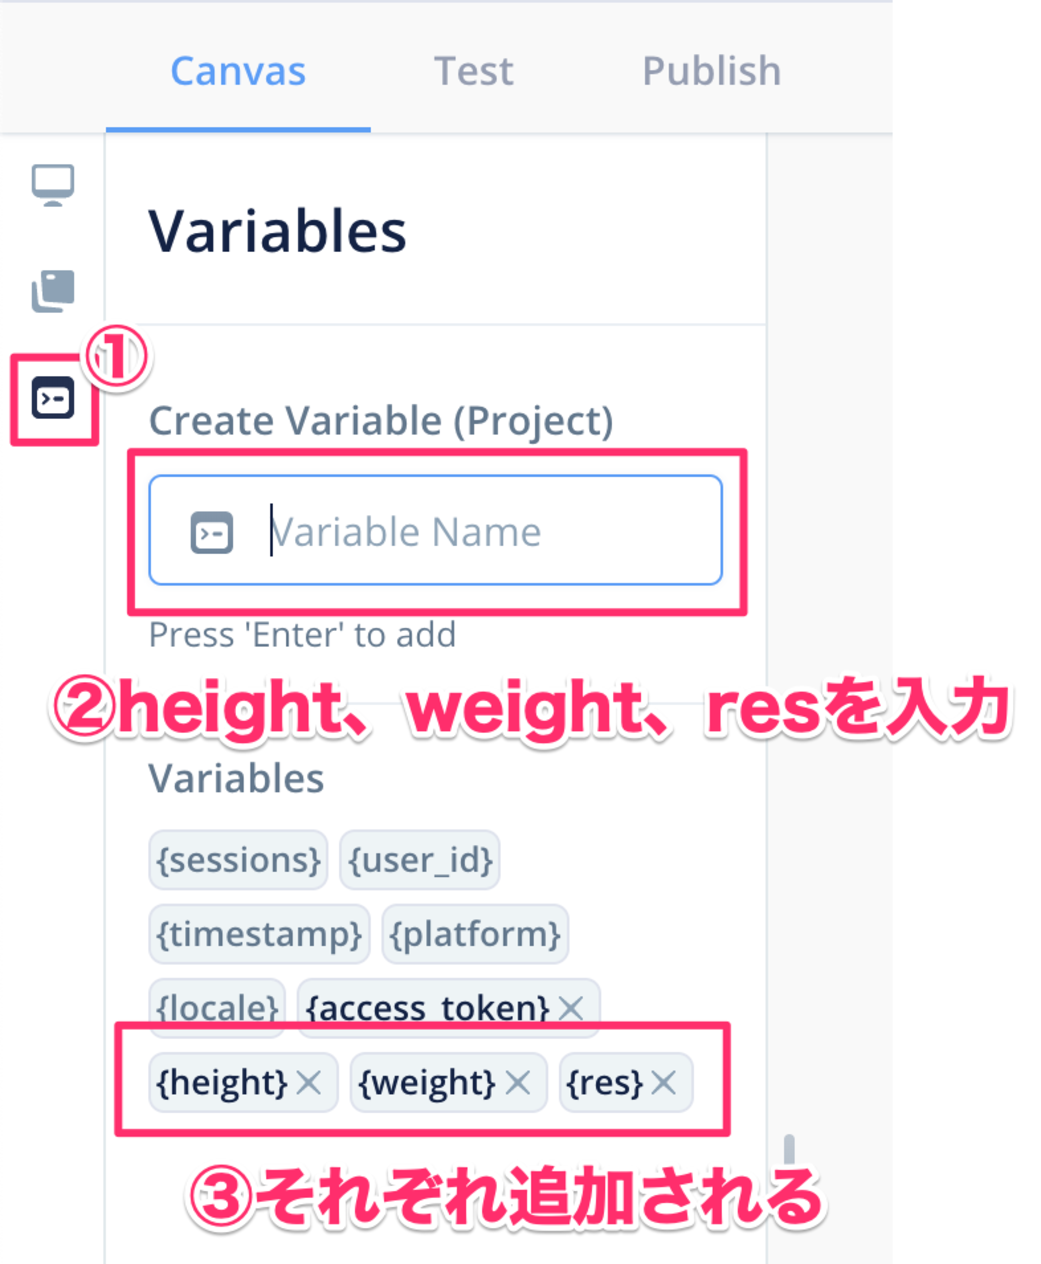 Canvas Test Publish
Variables
①
Create Variable (Project)
Variable Name
Press 'Enter' to add
②height、weight、resを入力
Variables
{sessions} {user_id}
{timestamp} {platform}
{locale} {access_token}
{height} {weight} {res}
③それぞれ追加される